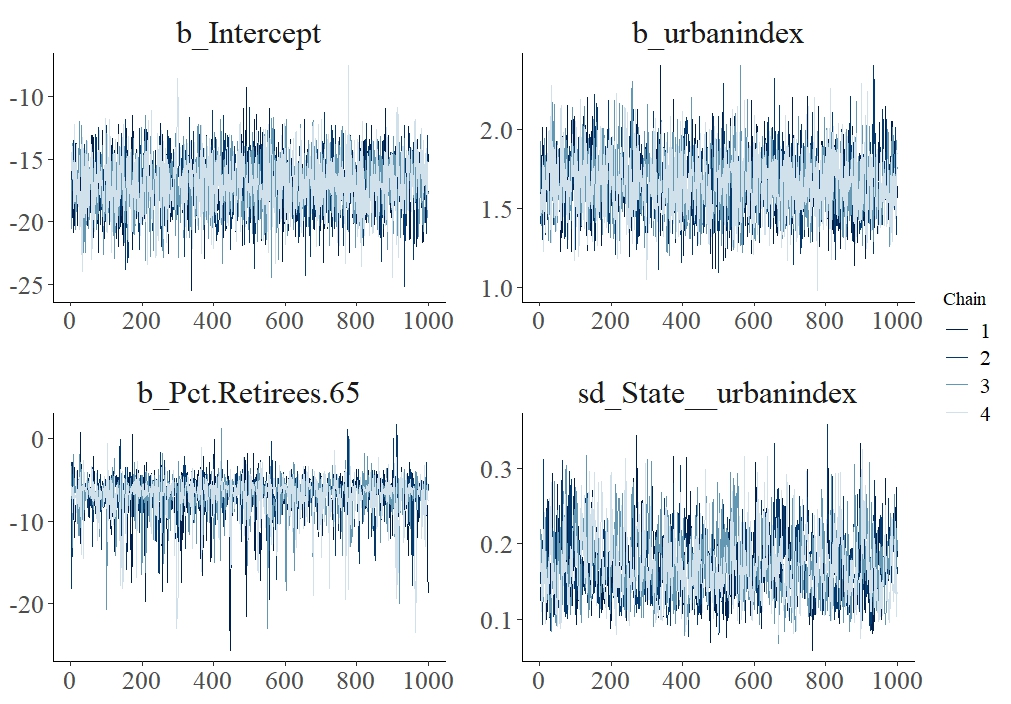 b_Intercept
-10
-15
-20
-25
0 200 400 600 800 1000
b_urbanindex
2.0
1.5
1.0
0 200 400 600 800 1000
b_Pct.Retirees.65
0
-10
-20
0 200 400 600 800 1000
sd_State__urbanindex
0.3
0.2
0.1
0 200 400 600 800 1000
Chain
1
2
3
4